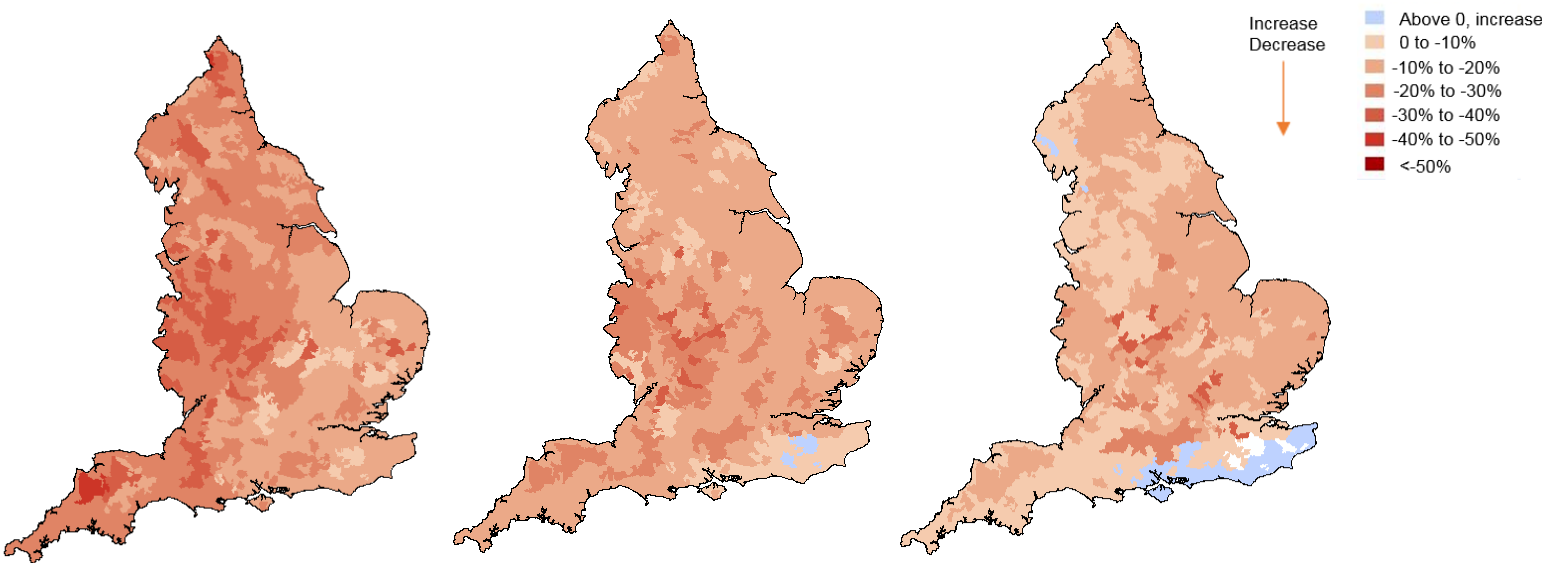 Increase
Decrease
Above 0, increase
0 to -10%
-10% to -20%
-20% to -30%
-30% to -40%
-40% to -50%
<-50%